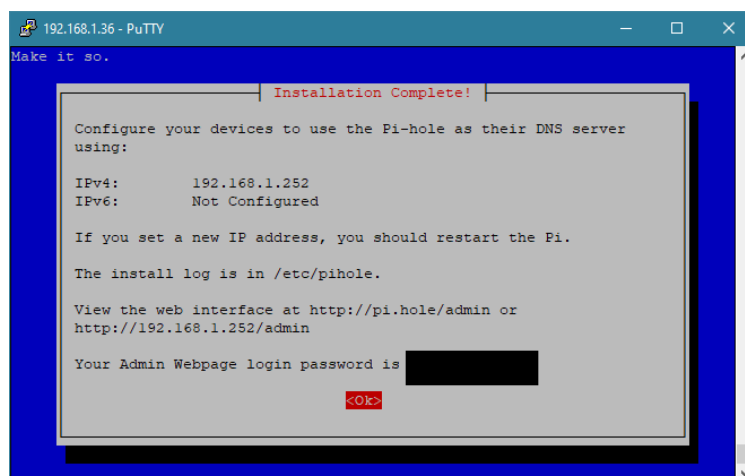 192.168.1.36 - PuTTY
Make it so.
Installation Complete!
Configure your devices to use the Pi-hole as their DNS server
using:
IPv4: 192.168.1.252
IPv6: Not Configured
If you set a new IP address, you should restart the Pi.
The install log is in /etc/pihole.
View the web interface at http://pi.hole/admin or
http://192.168.1.252/admin
Your Admin Webpage login password is
<Ok>